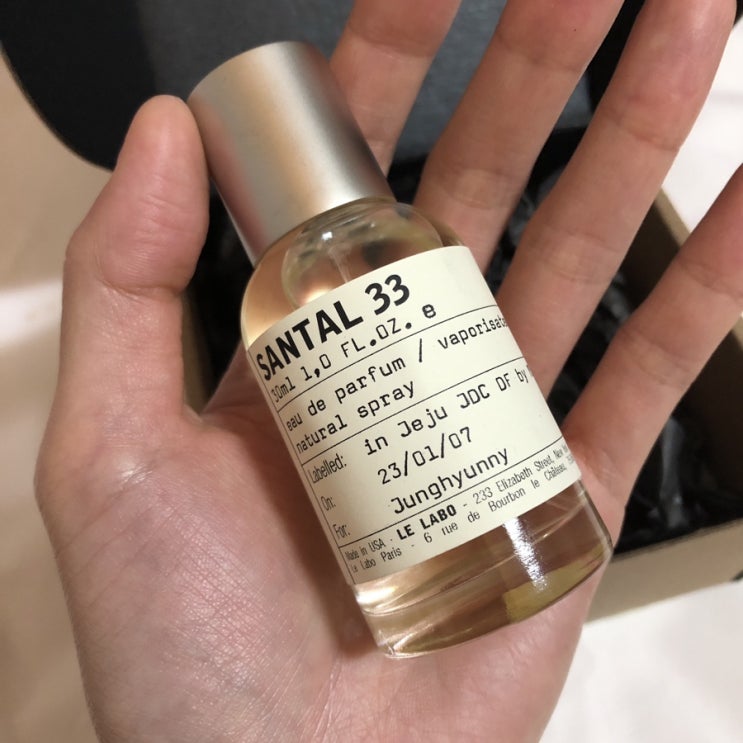 SANTAL 33
30ml 1,0 FL.OZ. e
eau de parfum / vaporisate
natural spray
Labelled: in Jeju JDC DF by
On: 23/01/07
For: Junghyunny
Made in USA - LE LABO - 233 Elizabeth Street, New
Le Labo Paris - 6 rue de Bourbon le Château,